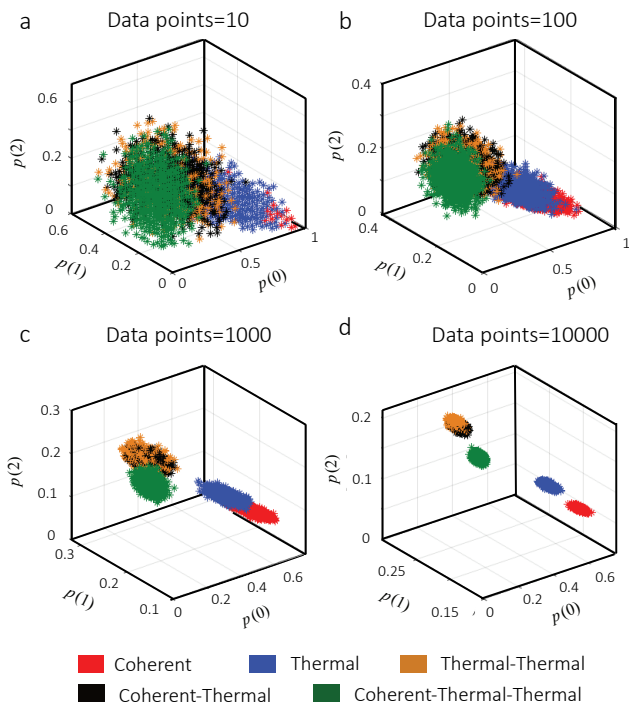 a Data points=10
b Data points=100
p(2)
0.6
0.2
0
0.6
0.4
0.2
0
p(1)
0
0.5
1
p(0)
p(2)
0.4
0.2
0
0.4
0.2
0
p(1)
0
0.5
1
p(0)
c Data points=1000
d Data points=10000
p(2)
0.3
0.2
0.1
0
0.3
0.2
0.1
p(1)
0
0.2
0.4
0.6
p(0)
p(2)
0.2
0.1
0
0.25
0.15
p(1)
0
0.2
0.4
0.6
p(0)
Coherent Thermal Thermal-Thermal
Coherent-Thermal Coherent-Thermal-Thermal